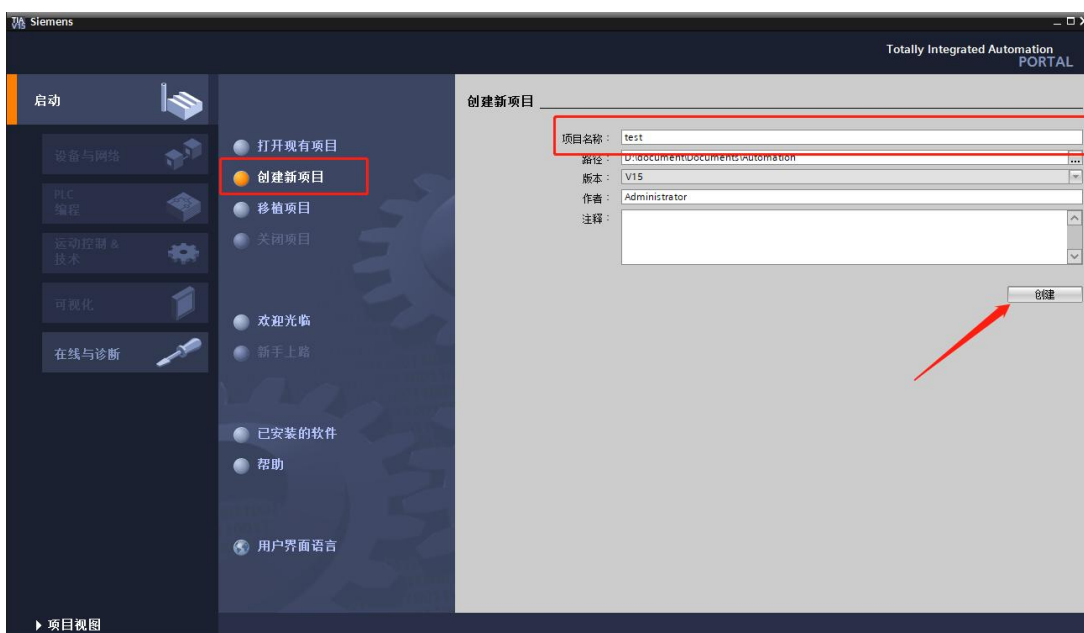 Siemens
Totally Integrated Automation
PORTAL
启动
设备与网络
PLC
编程
运动控制 &
技术
可视化
在线与诊断
打开现有项目
创建新项目
移植项目
关闭项目
欢迎光临
新手上路
已安装的软件
帮助
用户界面语言
创建新项目
项目名称： test
路径： D:\document\Documents\Automation
...
版本： V15
作者： Administrator
注释：
创建
项目视图